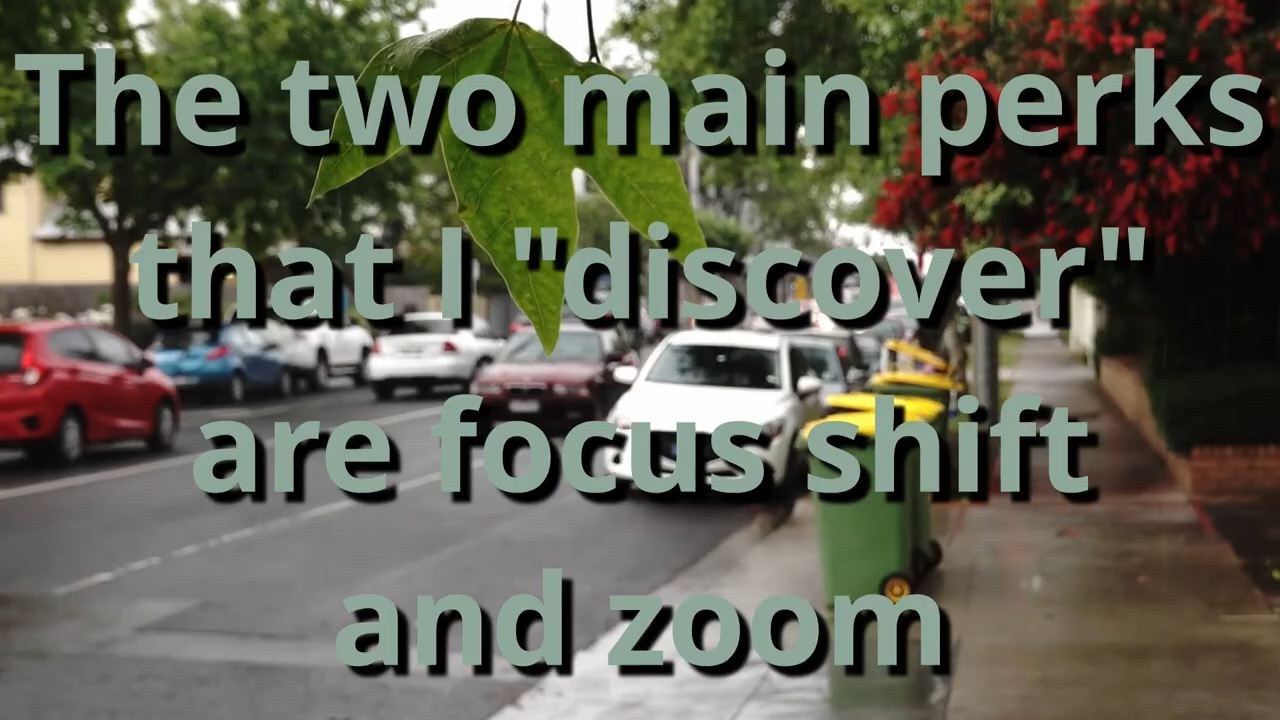 The two main perks
that I "discover"
are focus shift
and zoom